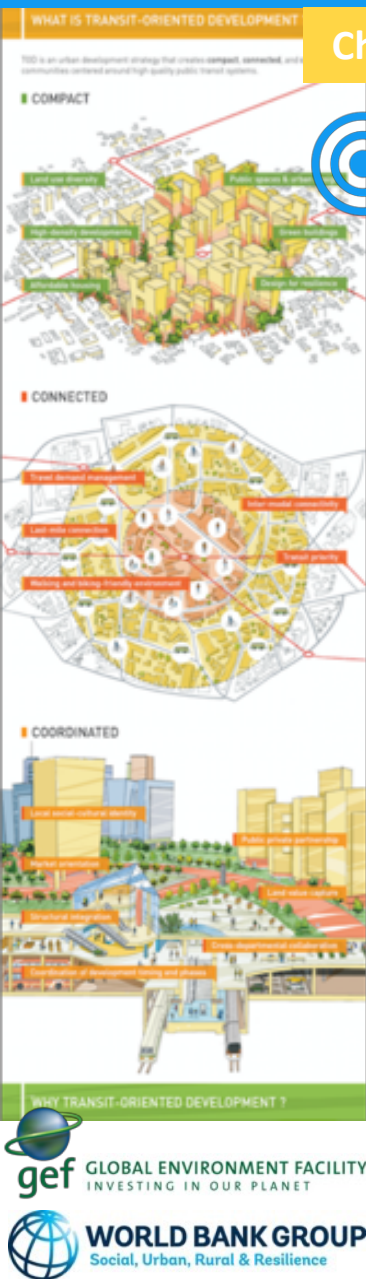 WHAT IS TRANSIT-ORIENTED DEVELOPMENT
Ch
TOD is an urban development strategy that creates compact, connected, and
communities centered around high quality public transit systems.
COMPACT
Land use diversity
Public spaces & urban
High-density developments
Green buildings
Affordable housing
Design for resilience
CONNECTED
Travel demand management
Inter-modal connectivity
Last-mile connection
Transit priority
Walking and biking-friendly environment
COORDINATED
Local social-cultural identity
Public private partnership
Market orientation
Land value capture
Structural integration
Cross-departmental collaborative
Coordination of development timing and phases
WHY TRANSIT-ORIENTED DEVELOPMENT ?
gef GLOBAL ENVIRONMENT FACILITY
INVESTING IN OUR PLANET
WORLD BANK GROUP
Social, Urban, Rural & Resilience